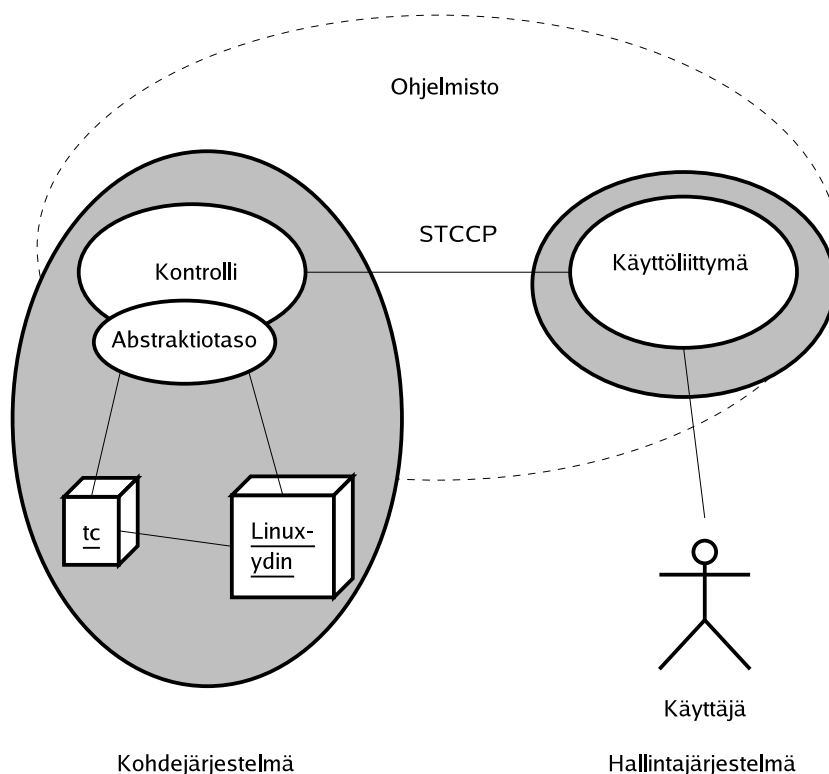 Ohjelmisto
STCCP
Kontrolli
Käyttöliittymä
Abstraktiotaso
tc
Linux-
ydin
Käyttäjä
Kohdejärjestelmä
Hallintajärjestelmä